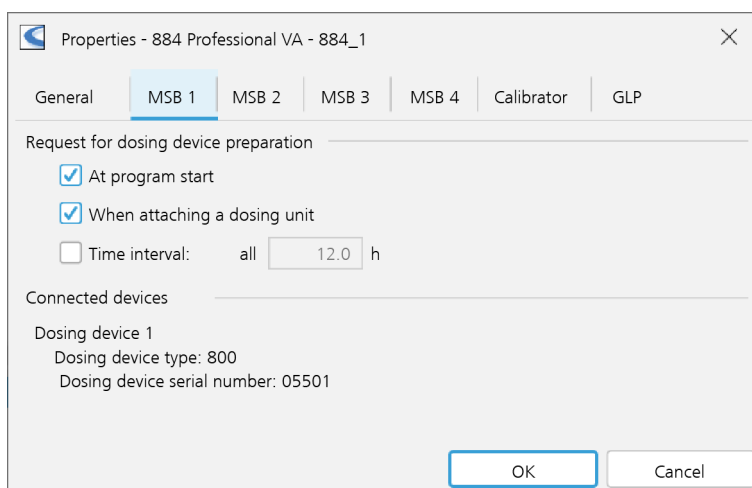 Properties - 884 Professional VA - 884_1
General MSB 1 MSB 2 MSB 3 MSB 4 Calibrator GLP
Request for dosing device preparation
At program start
When attaching a dosing unit
Time interval: all 12.0 h
Connected devices
Dosing device 1
Dosing device type: 800
Dosing device serial number: 05501
OK Cancel